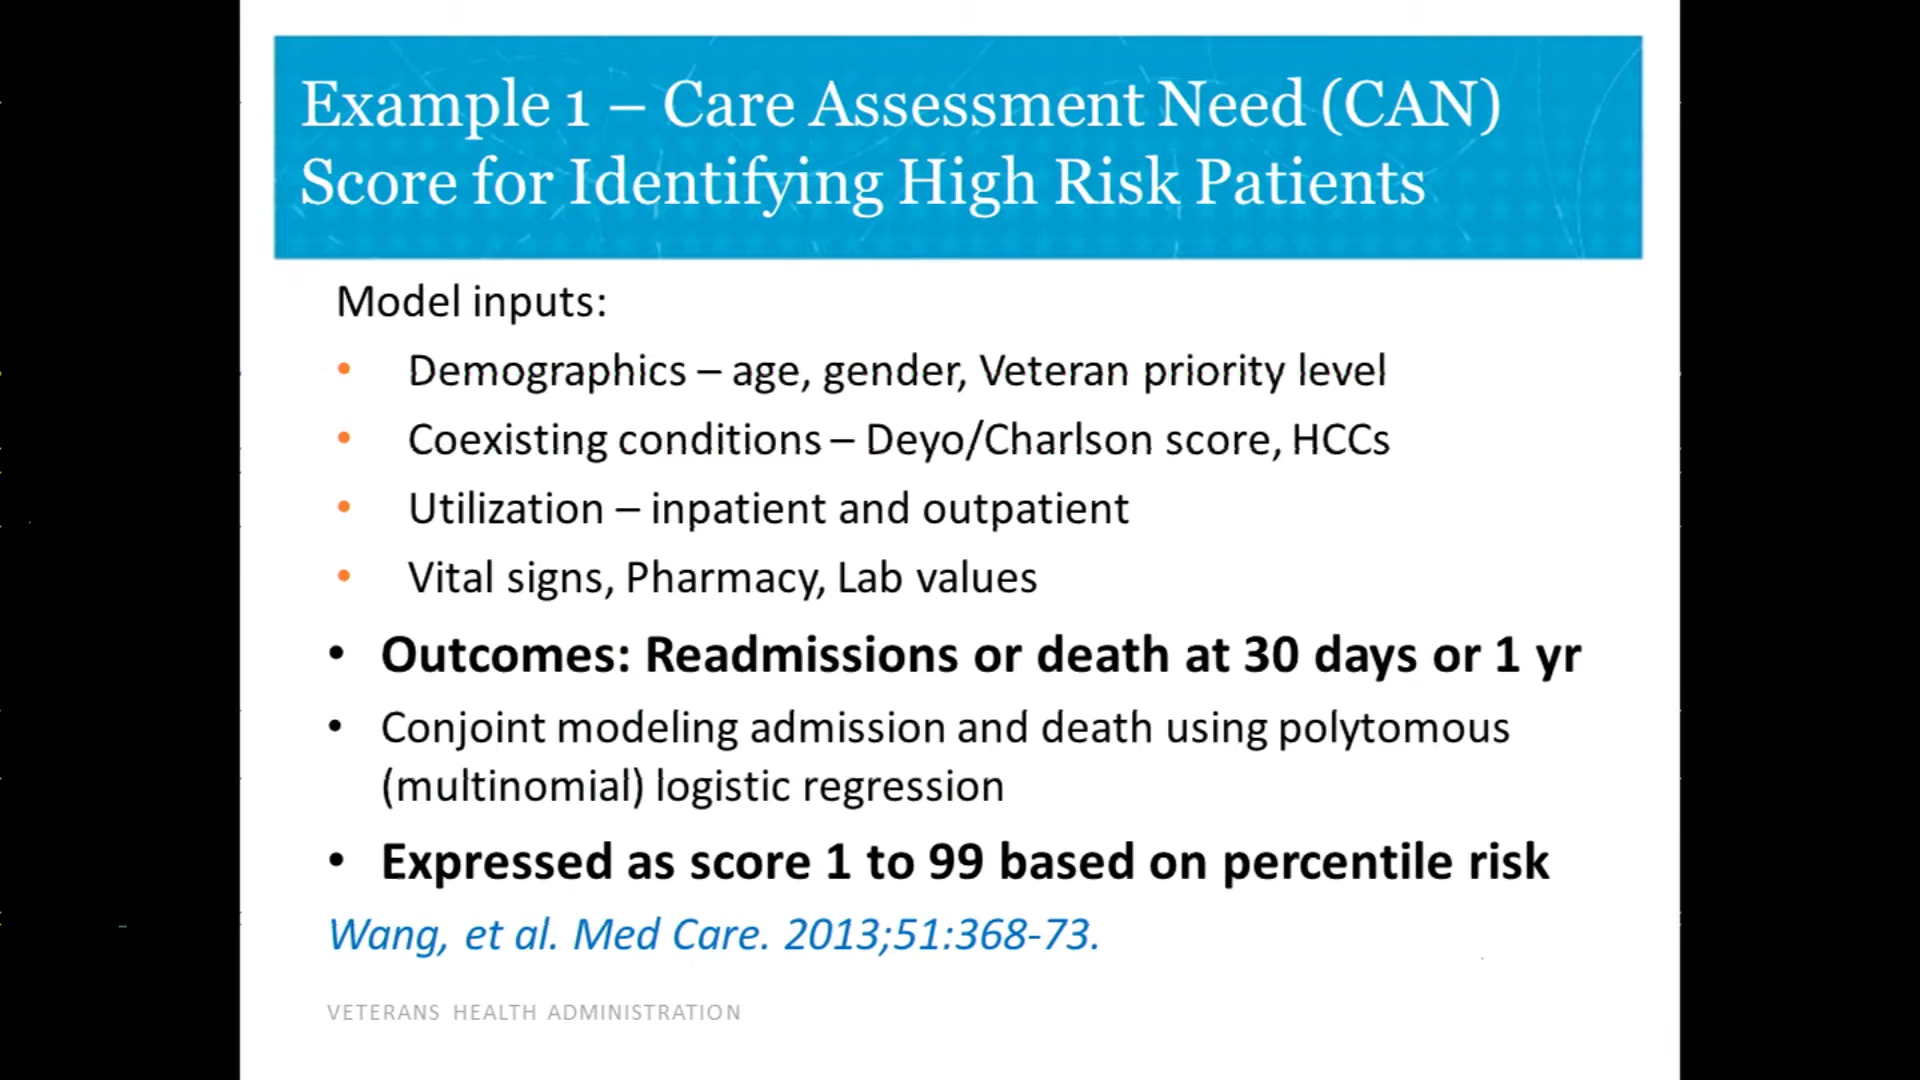 Example 1 – Care Assessment Need (CAN)
Score for Identifying High Risk Patients
Model inputs:
• Demographics – age, gender, Veteran priority level
• Coexisting conditions – Deyo/Charlson score, HCCs
• Utilization – inpatient and outpatient
• Vital signs, Pharmacy, Lab values
• Outcomes: Readmissions or death at 30 days or 1 yr
• Conjoint modeling admission and death using polytomous
(multinomial) logistic regression
• Expressed as score 1 to 99 based on percentile risk
Wang, et al. Med Care. 2013;51:368-73.
VETERANS HEALTH ADMINISTRATION